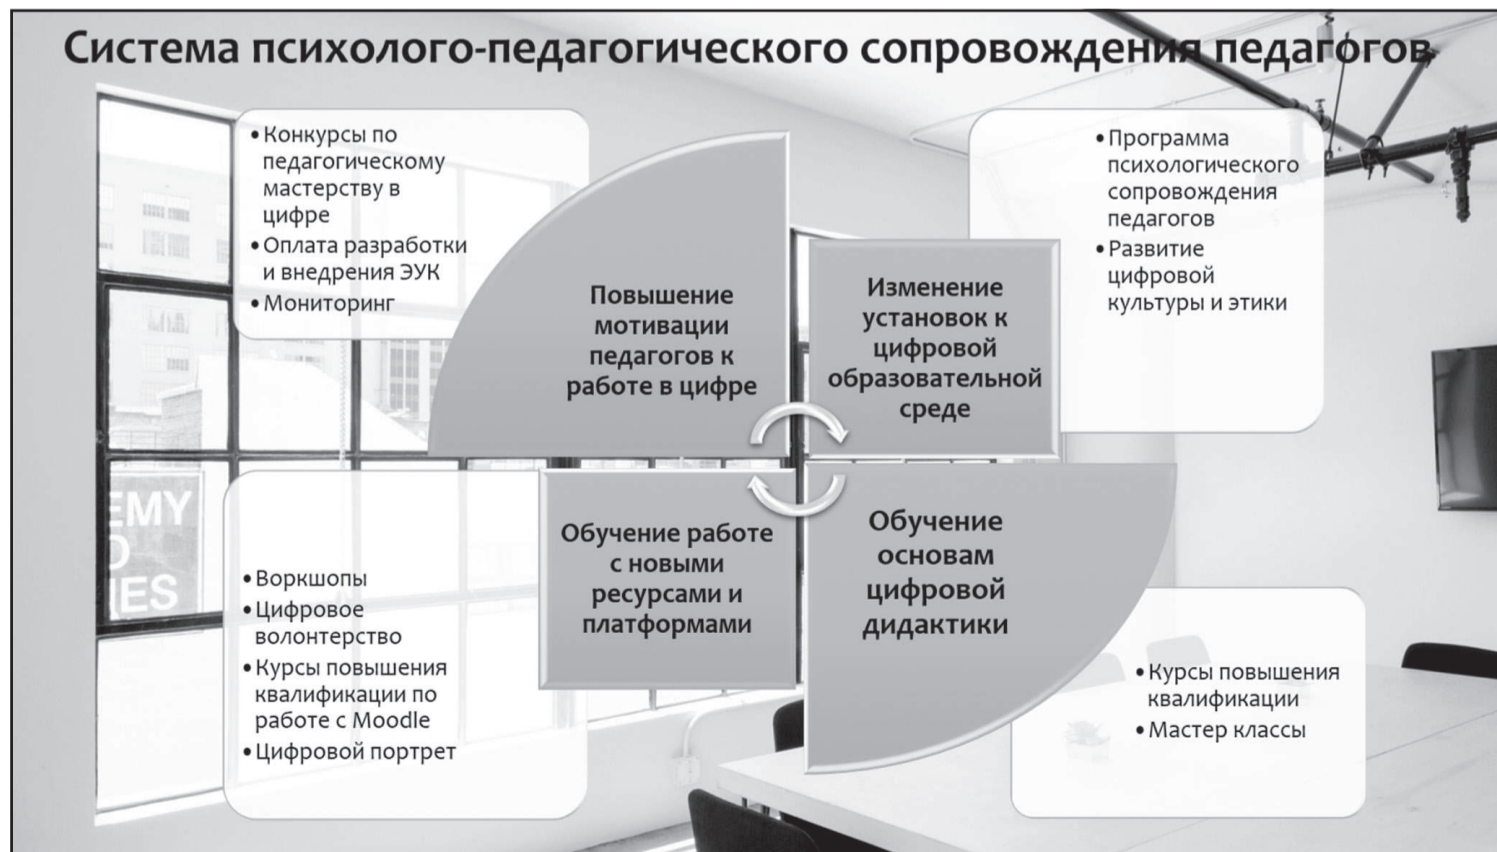 Система психолого-педагогического сопровождения педагогов
• Конкурсы по
педагогическому
мастерству в
цифре
• Оплата разработки
и внедрения ЭУК
• Мониторинг
Повышение
мотивации
педагогов к
работе в цифре
Изменение
установок к
цифровой
образовательной
среде
• Программа
психологического
сопровождения
педагогов
• Развитие
цифровой
культуры и этики
EMY
IES
• Воркшопы
• Цифровое
волонтерство
• Курсы повышения
квалификации по
работе с Moodle
• Цифровой портрет
Обучение работе
с новыми
ресурсами и
платформами
Обучение
основам
цифровой
дидактики
• Курсы повышения
квалификации
• Мастер классы